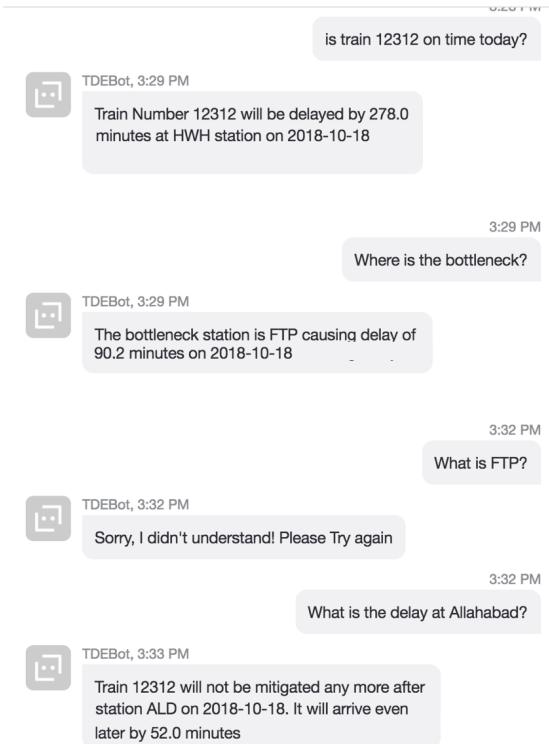 is train 12312 on time today?
TDEBot, 3:29 PM
Train Number 12312 will be delayed by 278.0
minutes at HWH station on 2018-10-18
3:29 PM
Where is the bottleneck?
TDEBot, 3:29 PM
The bottleneck station is FTP causing delay of
90.2 minutes on 2018-10-18
3:32 PM
What is FTP?
TDEBot, 3:32 PM
Sorry, I didn't understand! Please Try again
3:32 PM
What is the delay at Allahabad?
TDEBot, 3:33 PM
Train 12312 will not be mitigated any more after
station ALD on 2018-10-18. It will arrive even
later by 52.0 minutes